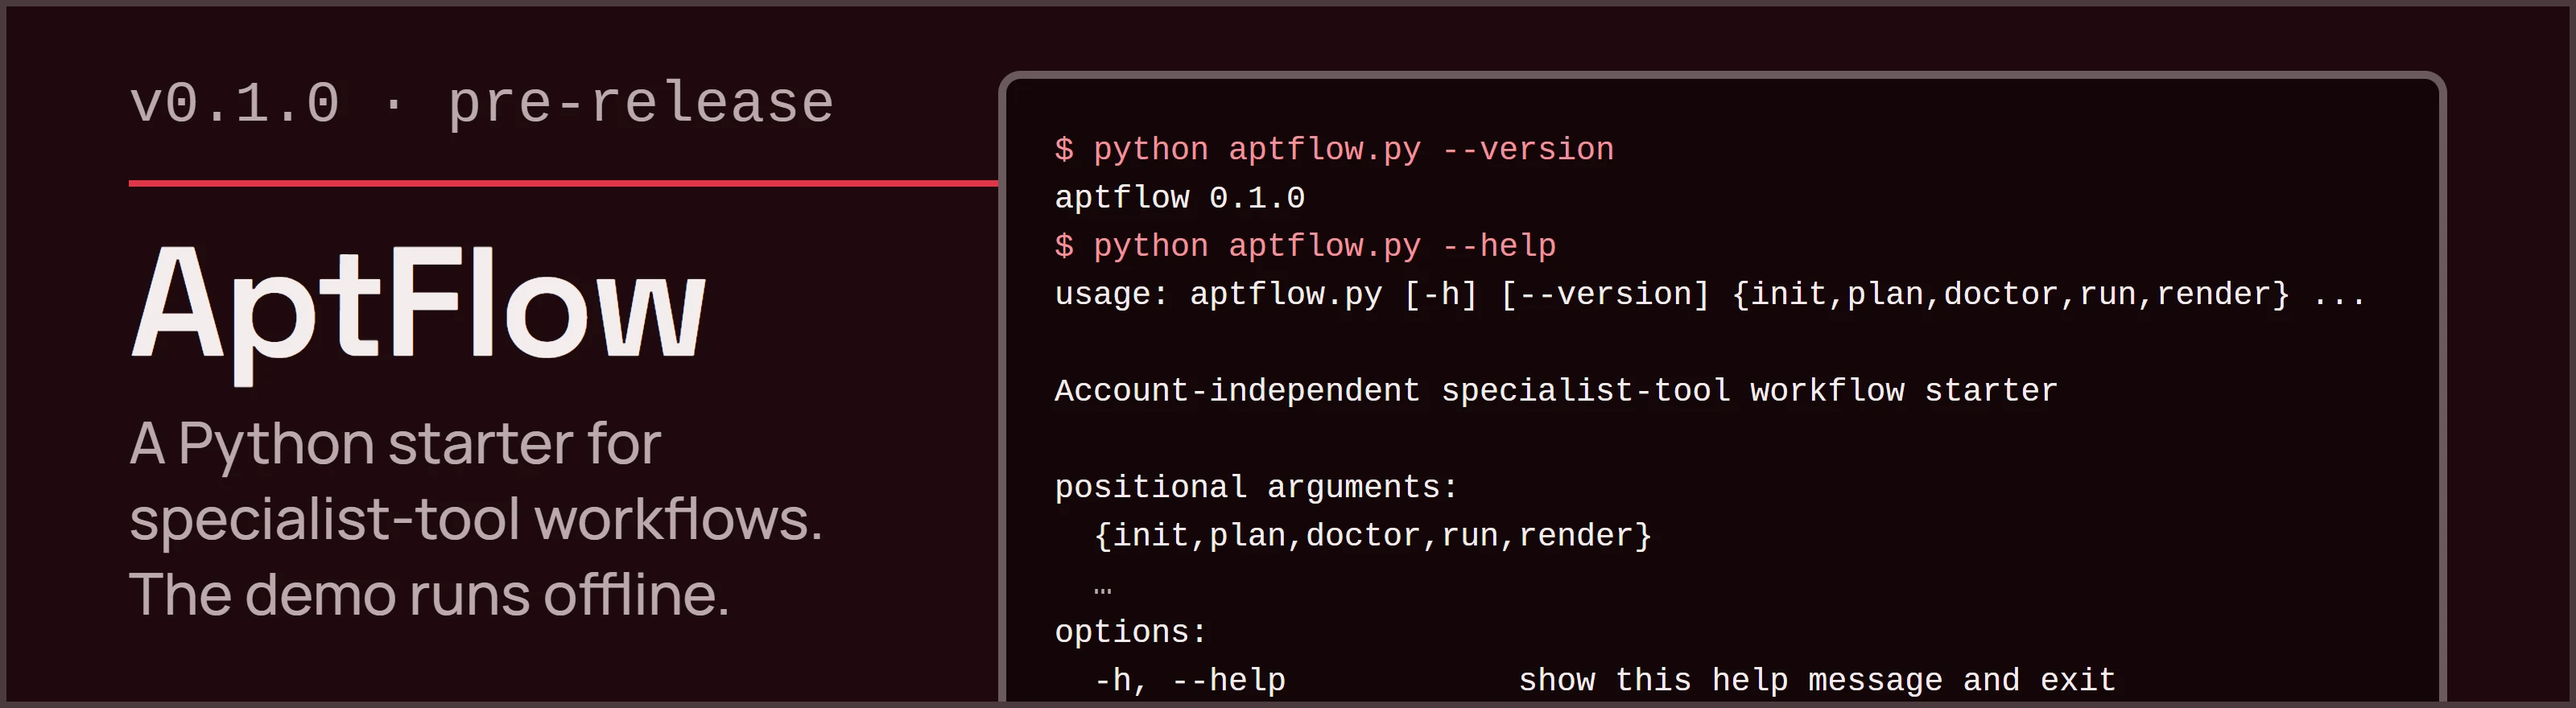 v0.1.0 · pre-release
AptFlow
A Python starter for
specialist-tool workflows.
The demo runs offline.
$ python aptflow.py --version
aptflow 0.1.0
$ python aptflow.py --help
usage: aptflow.py [-h] [--version] {init,plan,doctor,run,render} ...
Account-independent specialist-tool workflow starter
positional arguments:
  {init,plan,doctor,run,render}
  …
options:
  -h, --help            show this help message and exit